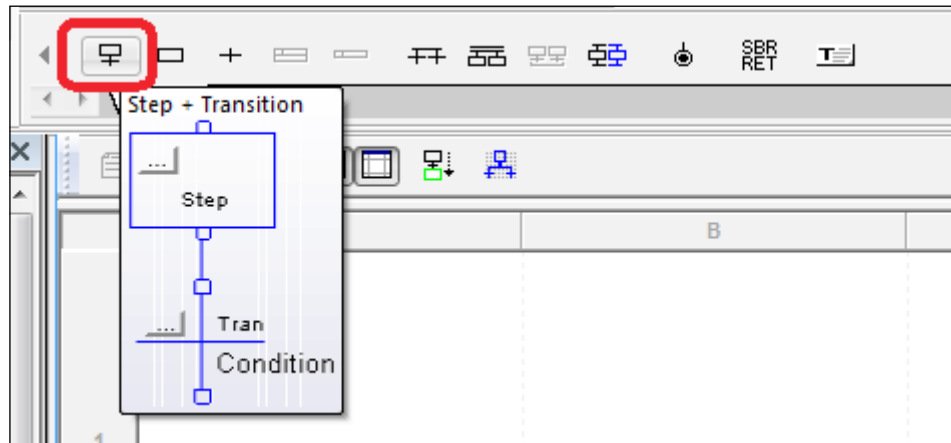 SBR
RET
T
Step + Transition
...
Step
B
...
Tran
Condition
1